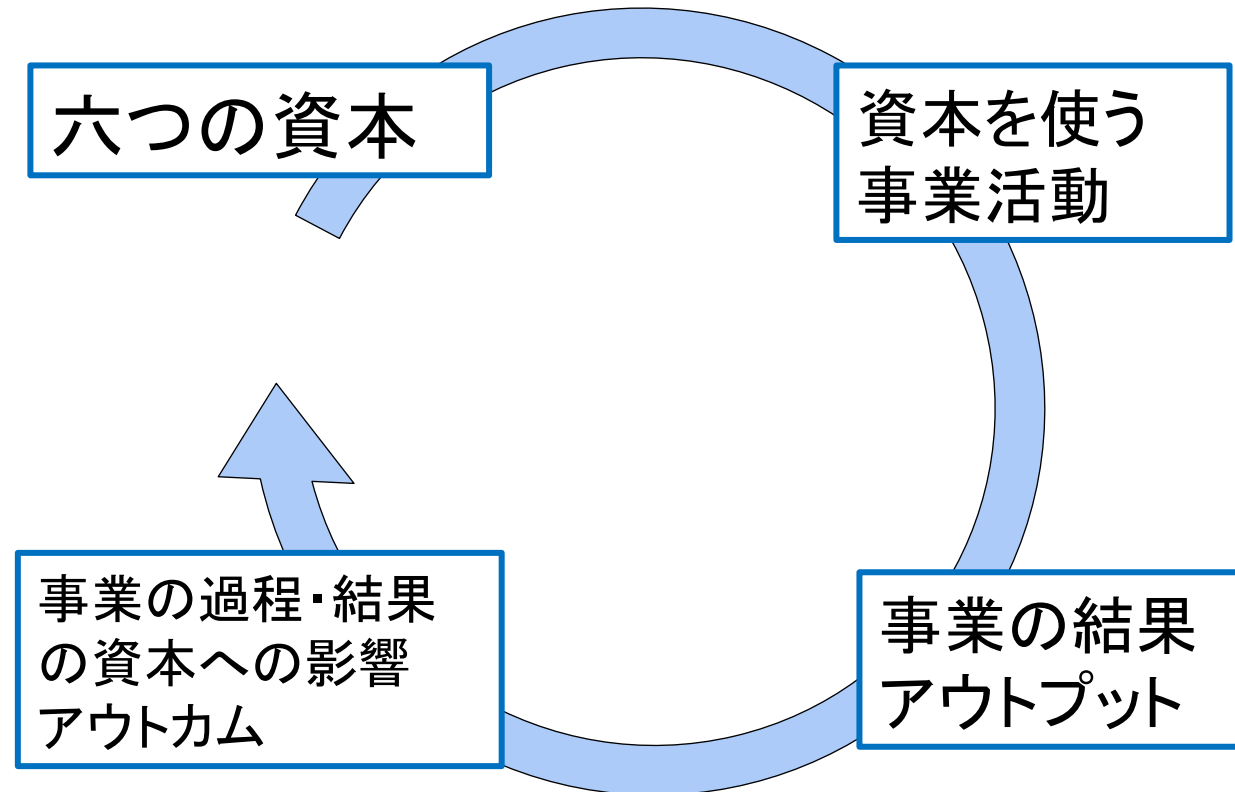 六つの資本
資本を使う
事業活動
事業の結果
アウトプット
事業の過程・結果
の資本への影響
アウトカム